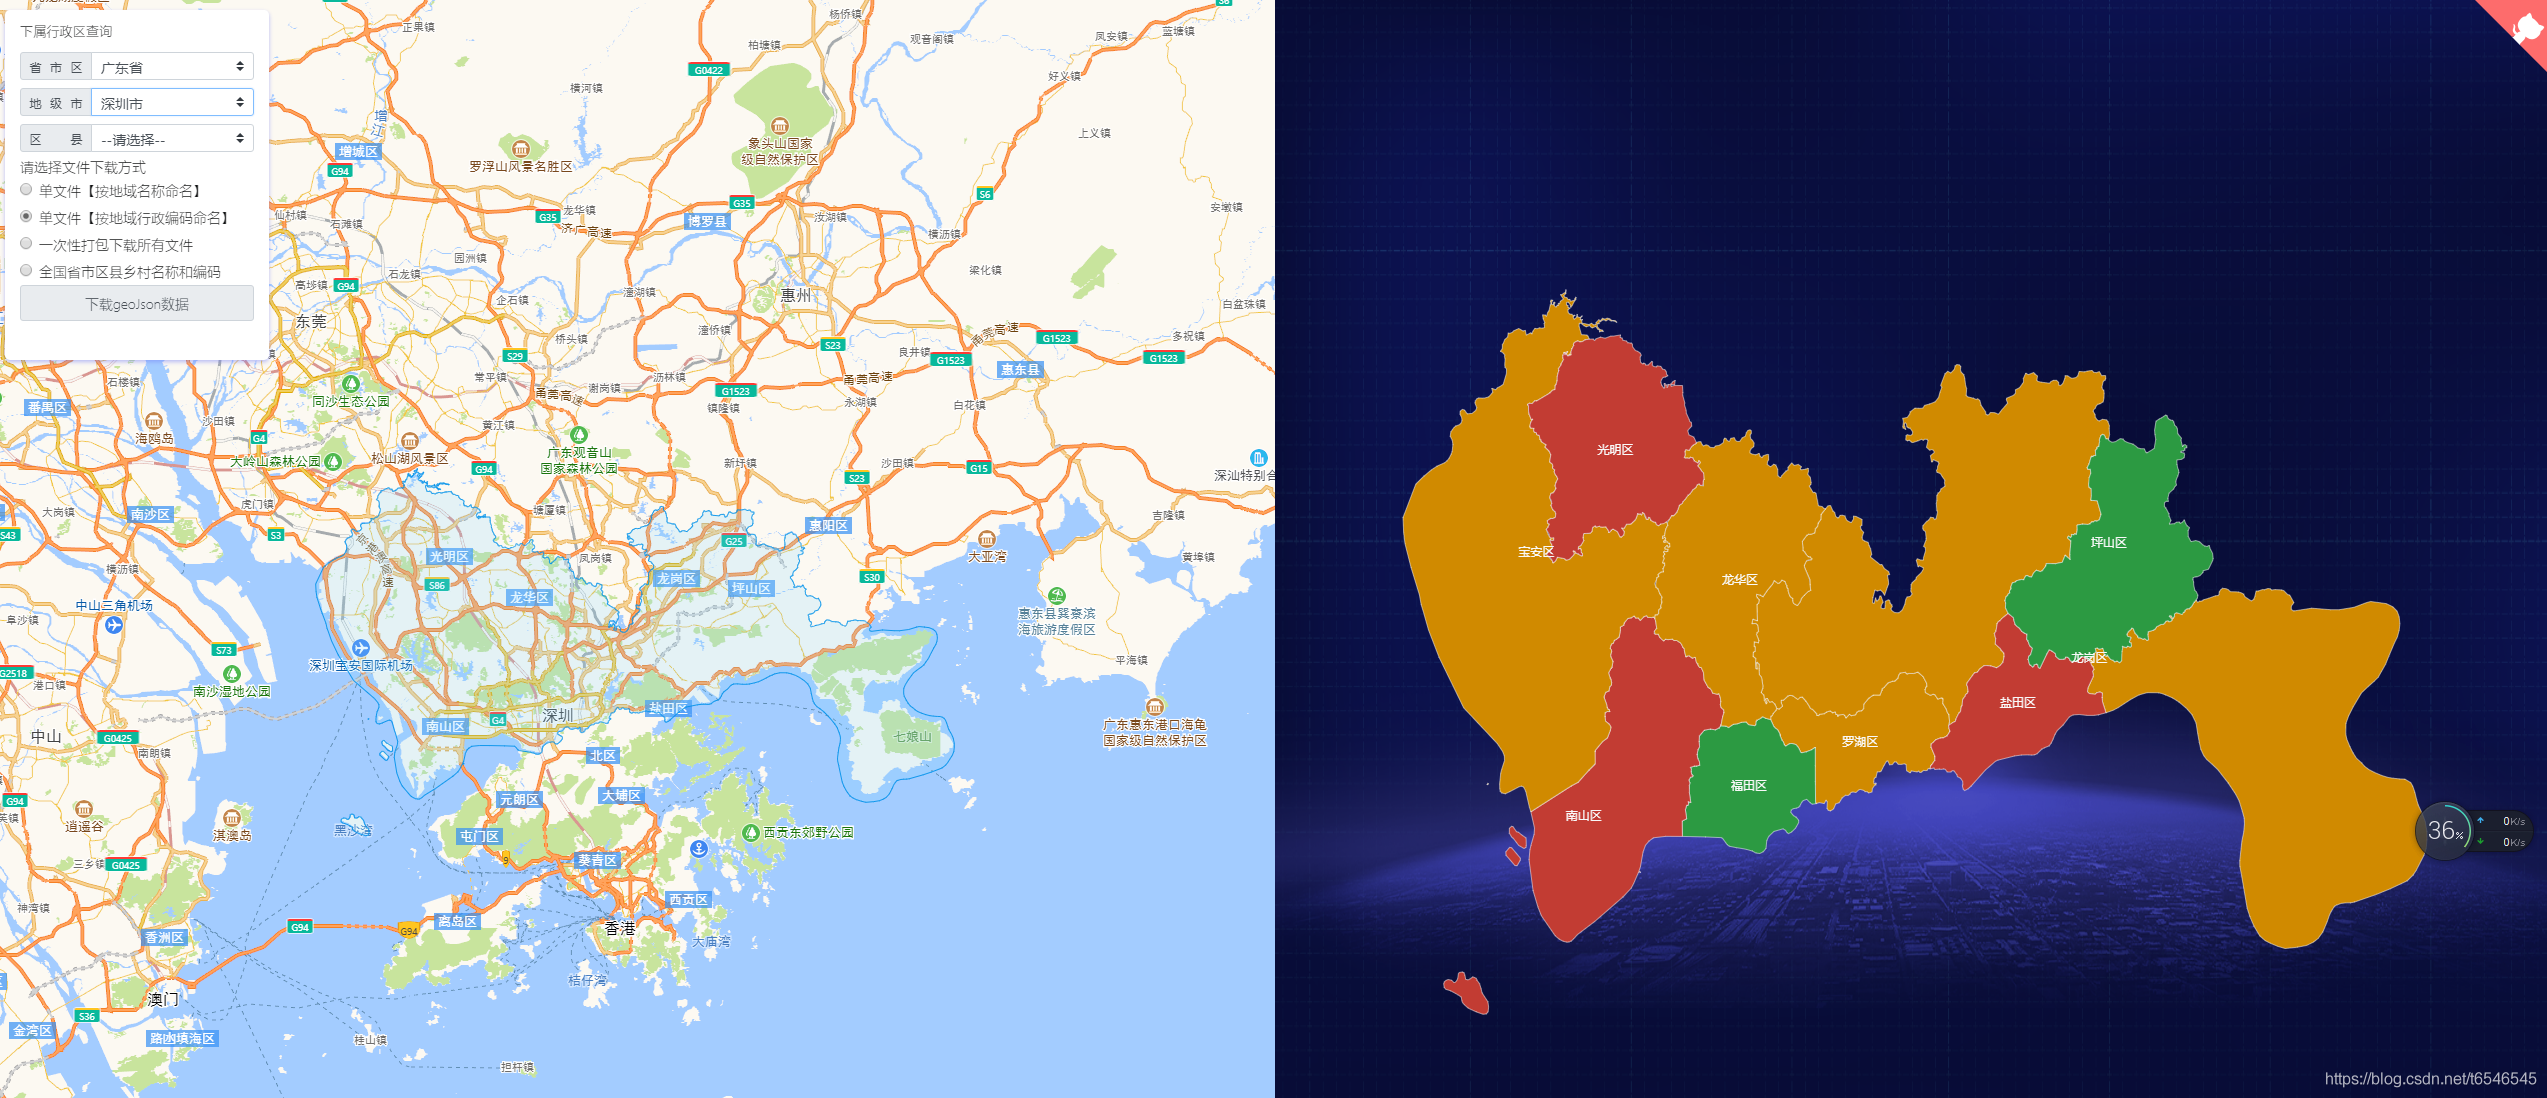 下属行政区查询
省市区
广东省
地级市
深圳市
区 县
--请选择--
请选择文件下载方式
单文件【按地域名称命名】
单文件【按地域行政编码命名】
一次性打包下载所有文件
全国省市区县乡村名称和编码
下载geoJson数据
正果镇
杨侨镇
S6
柏塘镇
观音阁镇
凤安镇
蓝塘镇
G0422
好义镇
横河镇
增江
象头山国家
级自然保护区
上义镇
增城区
G94
罗浮山风景名胜区
S6
G35
龙华镇
G35
仙村镇
石滩镇
济广高速
博罗县
汝湖镇
安墩镇
横沥镇
园洲镇
石龙镇
梁化镇
高埗镇
G94
企石镇
潼湖镇
惠州
白盆珠镇
东莞
桥头镇
潼侨镇
甬莞高速
多祝镇
S29
S23
良井镇
G1523
G1523
G1523
惠东县
石楼镇
常平镇
谢岗镇
沥林镇
甬莞高速
同沙生态公园
甬莞高速
G1523
永湖镇
白花镇
番禺区
沙田镇
镇隆镇
海鸥岛
G4
黄江镇
广东观音山
国家森林公园
大岭山森林公园
松山湖风景区
G94
新圩镇
沙田镇
G15
S23
深汕特别合
虎门镇
大岗镇
南沙区
塘厦镇
惠阳区
吉隆镇
S43
S3
G25
光明区
凤岗镇
大亚湾
黄埠镇
横沥镇
S86
龙岗区
坪山区
S30
中山三角机场
龙华区
惠东县巽寮滨
海旅游度假区
阜沙镇
S73
深圳宝安国际机场
平海镇
G2518
港口镇
南沙湿地公园
盐田区
南山区
G4
深圳
广东惠东港口海龟
国家级自然保护区
中山
G0425
南朗镇
北区
七娘山
G94
元朗区
大埔区
逍遥谷
淇澳岛
黑沙湾
屯门区
西贡东郊野公园
三乡镇
G0425
9
葵青区
神湾镇
西贡区
离岛区
G94
G94
香港
香洲区
大庙湾
桔仔湾
澳门
S36
金湾区
路凼填海区
桂山镇
担杆镇
光明区
宝安区
龙华区
坪山区
龙岗区
盐田区
罗湖区
福田区
南山区
36%
0K/s
0K/s
https://blog.csdn.net/t6546545